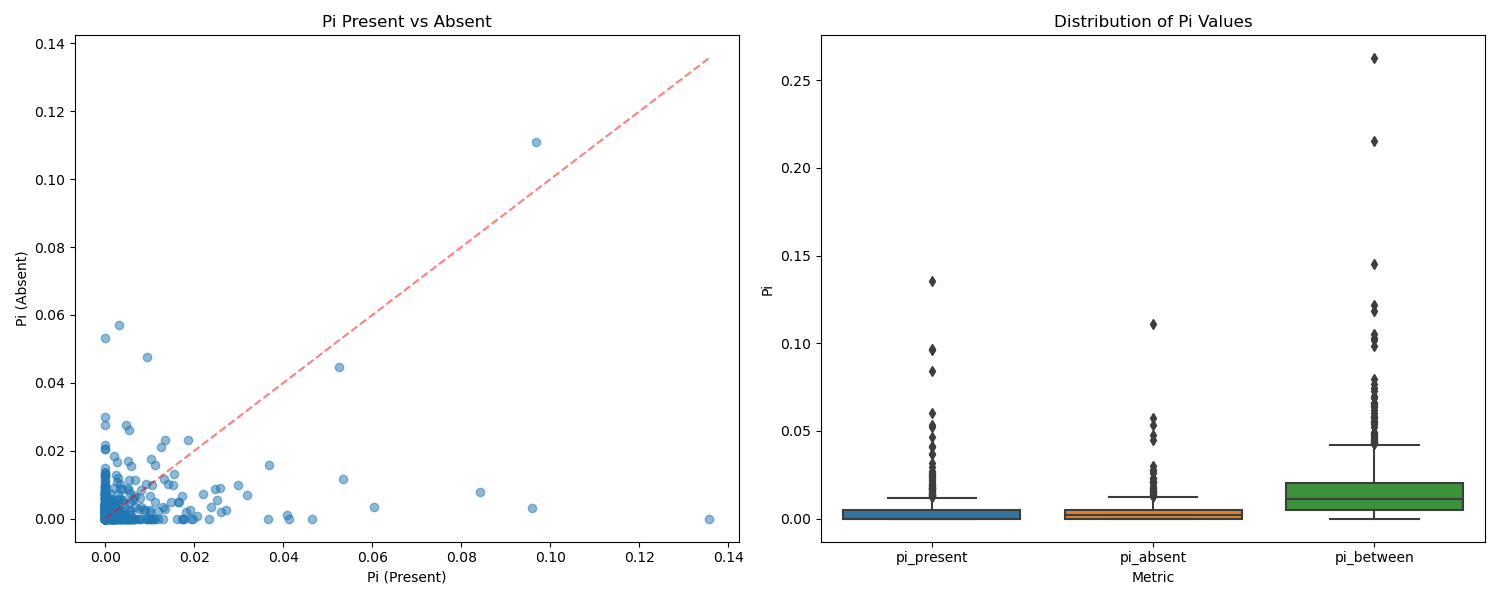 Pi Present vs Absent
0.14
0.12
0.10
0.08
0.06
0.04
0.02
0.00
Pi (Absent)
0.00 0.02 0.04 0.06 0.08 0.10 0.12 0.14
Pi (Present)
Distribution of Pi Values
0.25
0.20
0.15
0.10
0.05
0.00
Pi
pi_present pi_absent pi_between
Metric